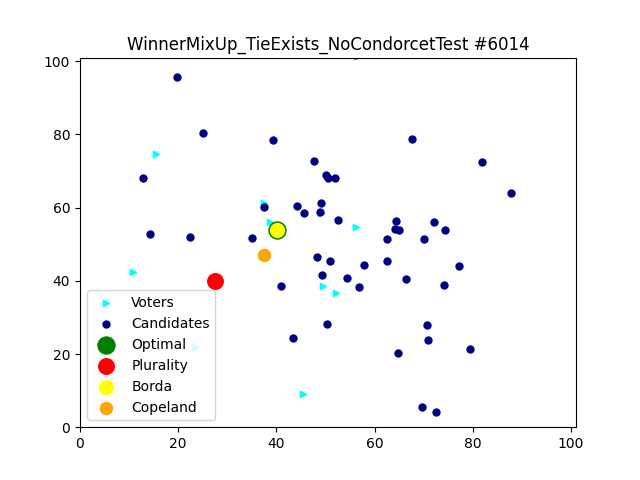 WinnerMixUp_TieExists_NoCondorcetTest #6014
100
80
60
40
20
0
Voters
Candidates
Optimal
Plurality
Borda
Copeland
0 20 40 60 80 100